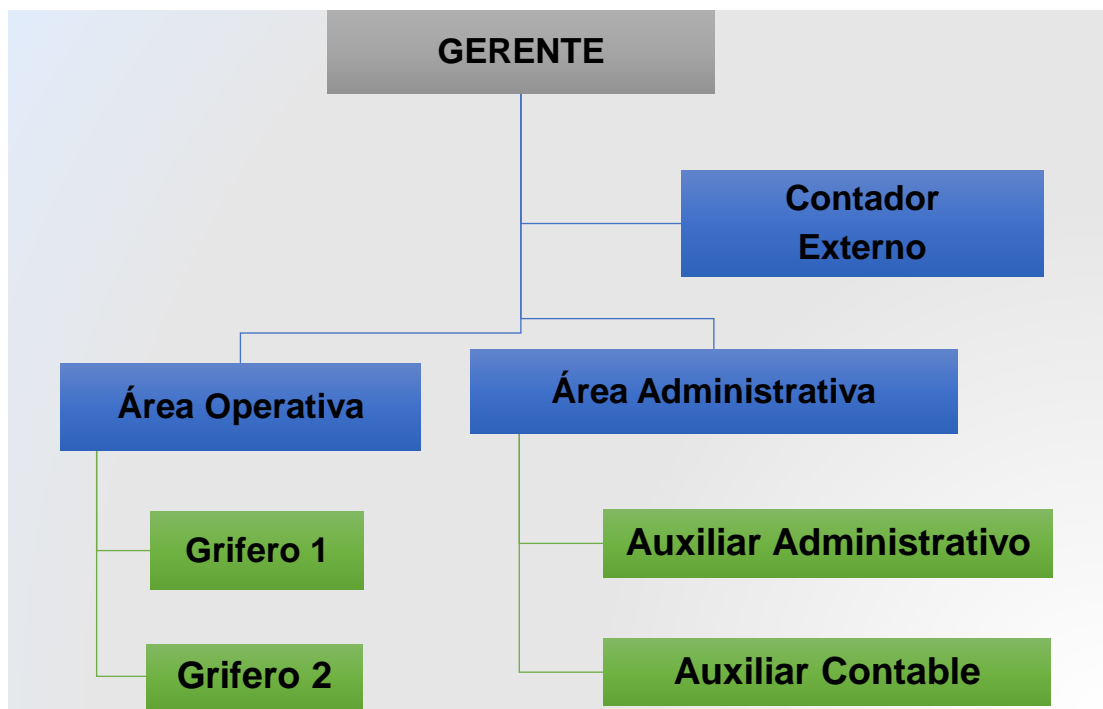 GERENTE
Contador
Externo
Área Operativa
Área Administrativa
Grifero 1
Auxiliar Administrativo
Grifero 2
Auxiliar Contable